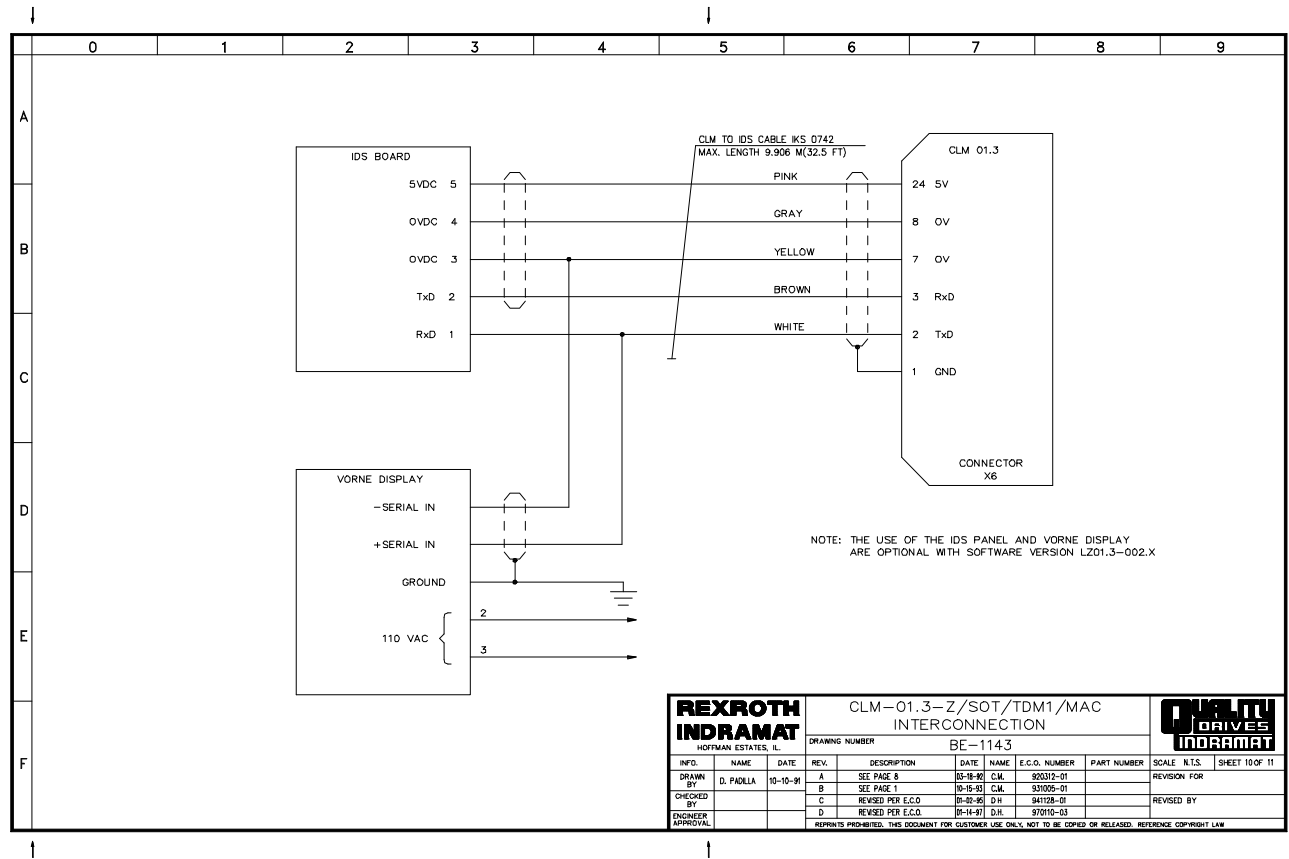 0 1 2 3 4 5 6 7 8 9
A
B
C
D
E
F
CLM TO IDS CABLE IKS 0742
MAX. LENGTH 9.906 M(32.5 FT)
IDS BOARD
5VDC 5
0VDC 4
0VDC 3
TxD 2
RxD 1
PINK
GRAY
YELLOW
BROWN
WHITE
CLM 01.3
24 5V
8 0V
7 0V
3 RxD
2 TxD
1 GND
CONNECTOR
X6
VORNE DISPLAY
-SERIAL IN
+SERIAL IN
GROUND
110 VAC
2
3
NOTE: THE USE OF THE IDS PANEL AND VORNE DISPLAY
ARE OPTIONAL WITH SOFTWARE VERSION LZ01.3-002.X
REXROTH
INDRAMAT
HOFFMAN ESTATES, IL.
CLM-01.3-Z/SOT/TDM1/MAC
INTERCONNECTION
DRAWING NUMBER BE-1143
QUALITY
DRIVES
INDRAMAT
INFO. NAME DATE REV. DESCRIPTION DATE NAME E.C.O. NUMBER PART NUMBER SCALE N.T.S. SHEET 10 OF 11
DRAWN BY D. PADILLA 10-10-91
A SEE PAGE 8 03-18-92 C.M. 920312-01
B SEE PAGE 1 10-15-93 C.M. 931005-01
CHECKED BY
C REVISED PER E.C.O 01-02-95 D H 941128-01
D REVISED PER E.C.O. 01-14-97 D.H. 970110-03
ENGINEER APPROVAL
REVISION FOR
REVISED BY
REPRINTS PROHIBITED. THIS DOCUMENT FOR CUSTOMER USE ONLY, NOT TO BE COPIED OR RELEASED. REFERENCE COPYRIGHT LAW